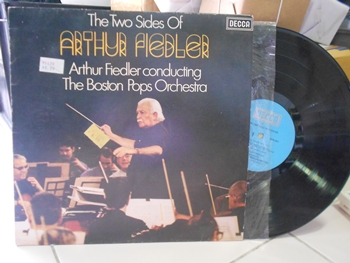 The Two Sides Of
DECCA
ARTHUR FIEDLER
Arthur Fiedler conducting
The Boston Pops Orchestra